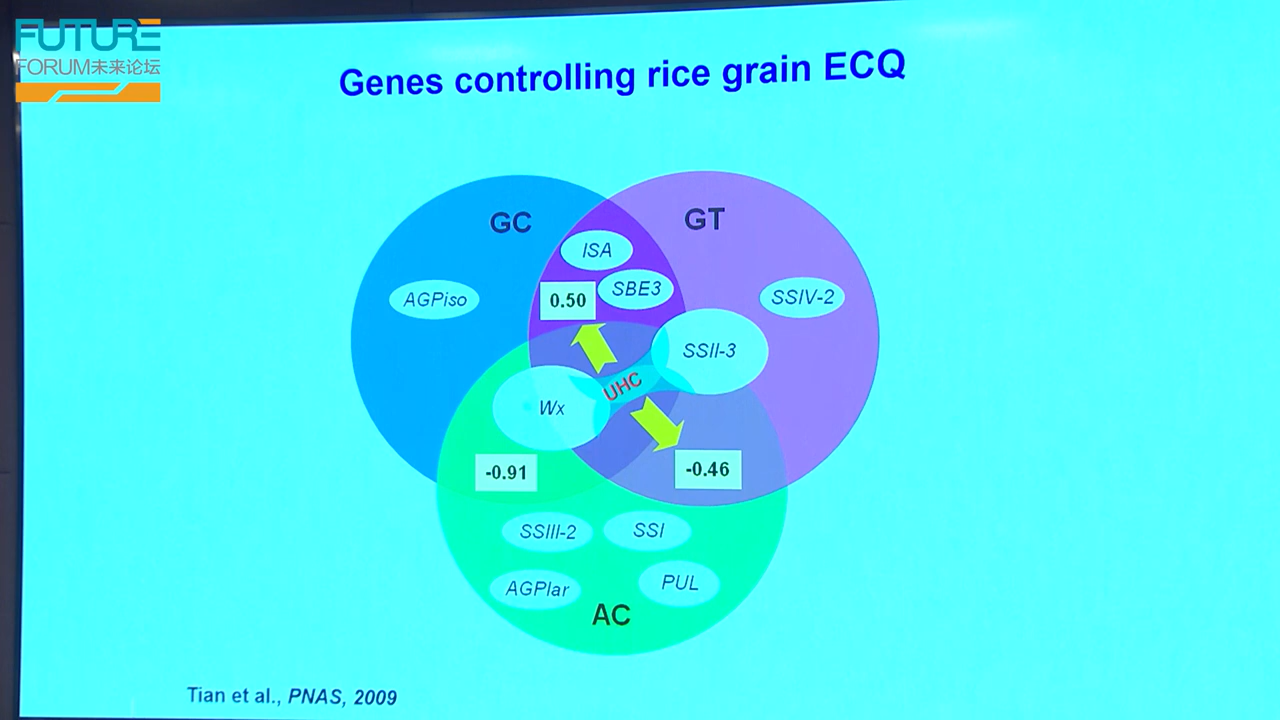 FUTURE
FORUM未来论坛
Genes controlling rice grain ECQ
GC
GT
ISA
SBE3
AGPiso
0.50
SSIV-2
SSII-3
UHC
Wx
-0.91
-0.46
SSIII-2
SSI
AGPlar
PUL
AC
Tian et al., PNAS, 2009